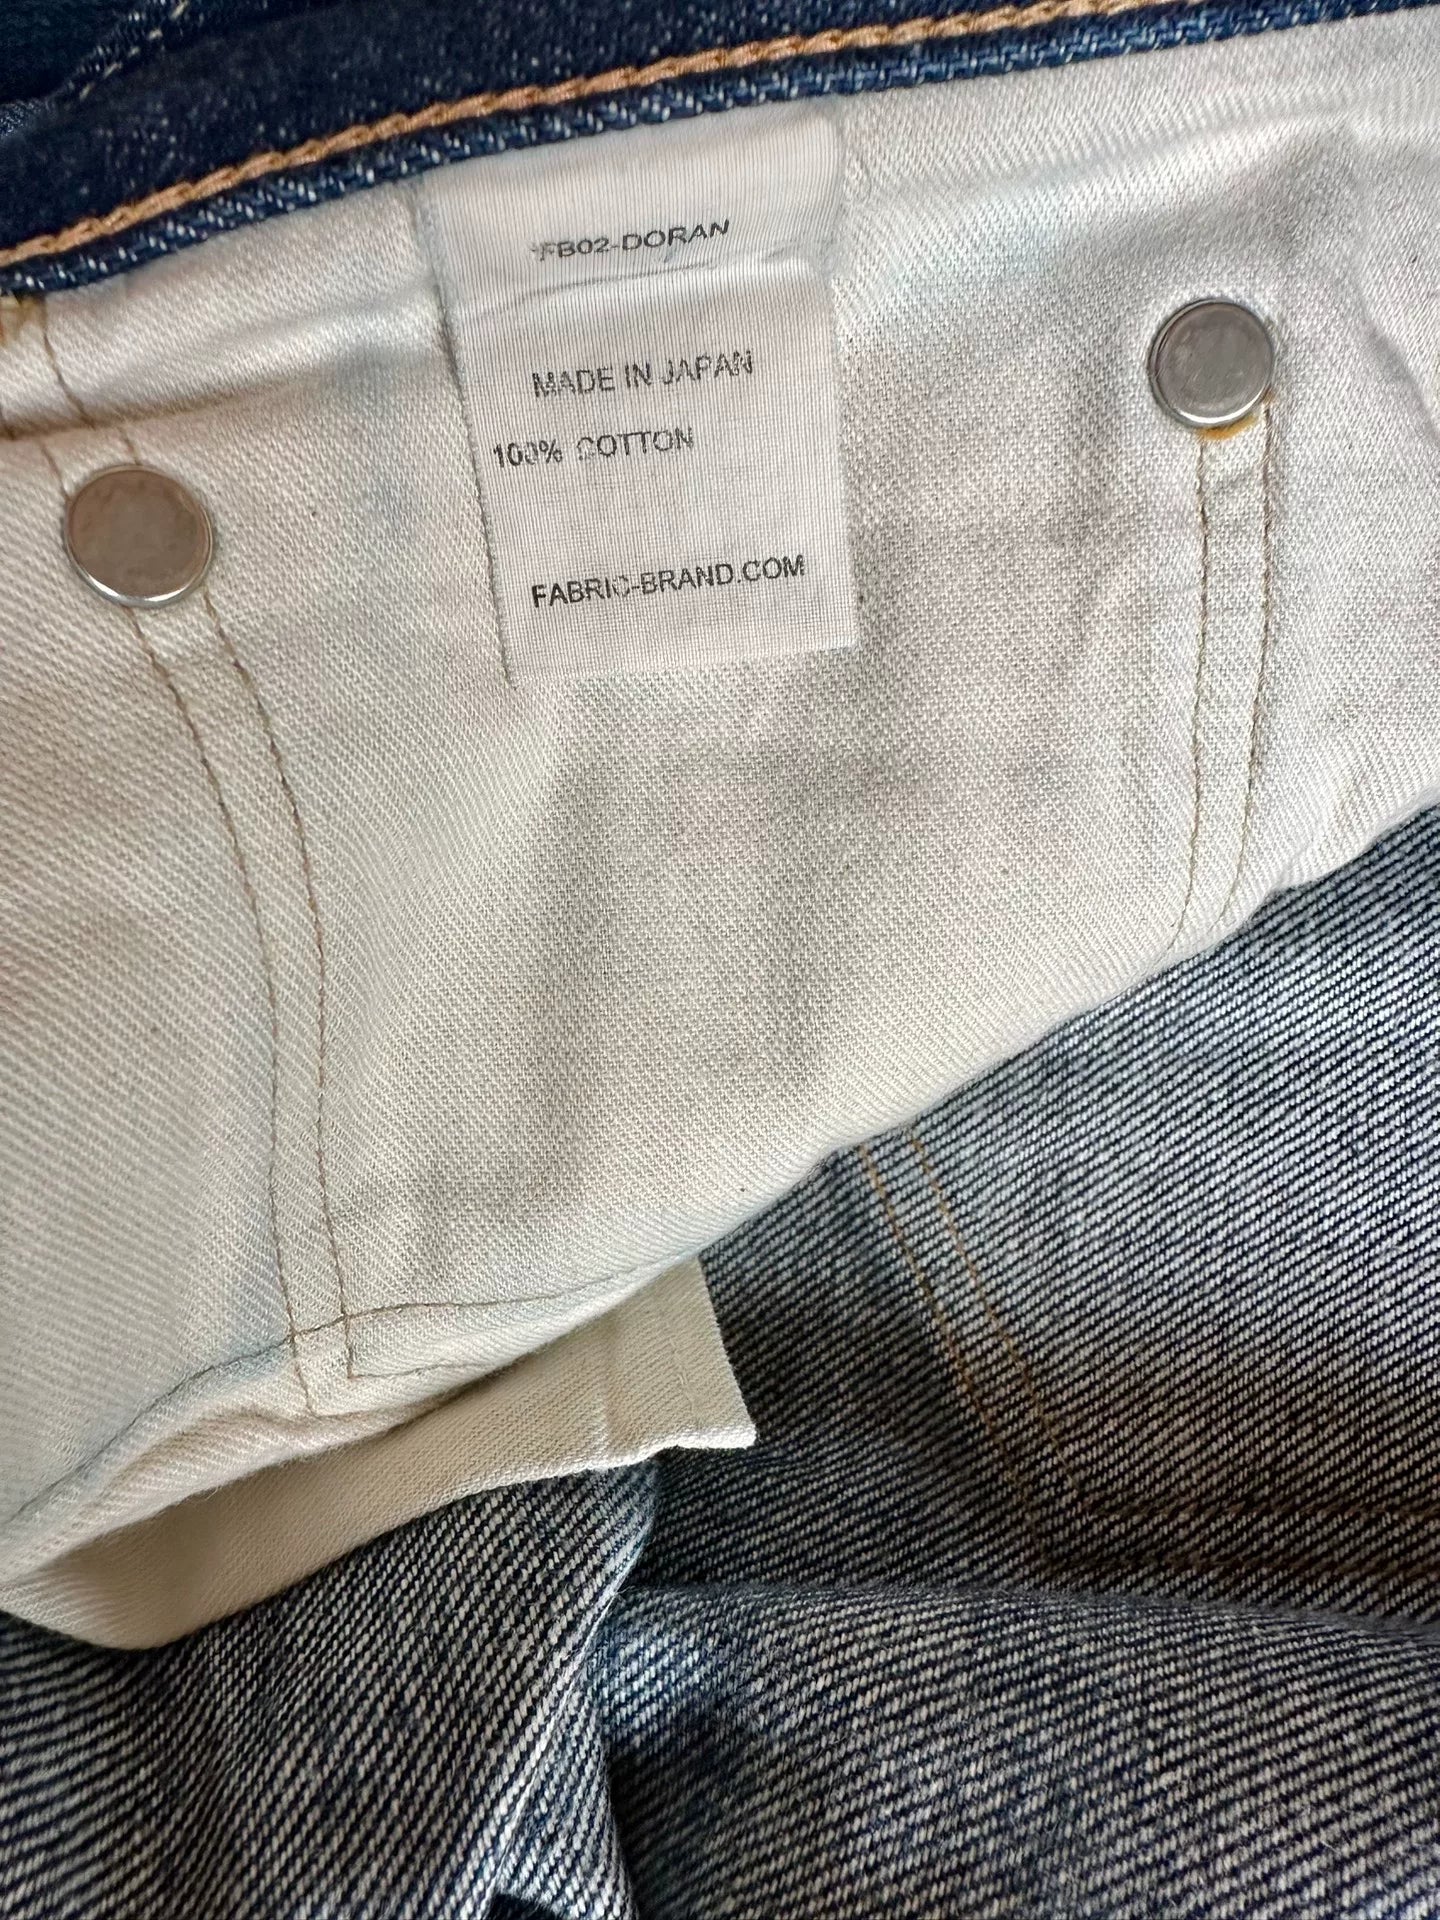 FB02-DORAN
MADE IN JAPAN
100% COTTON
FABRIC-BRAND.COM